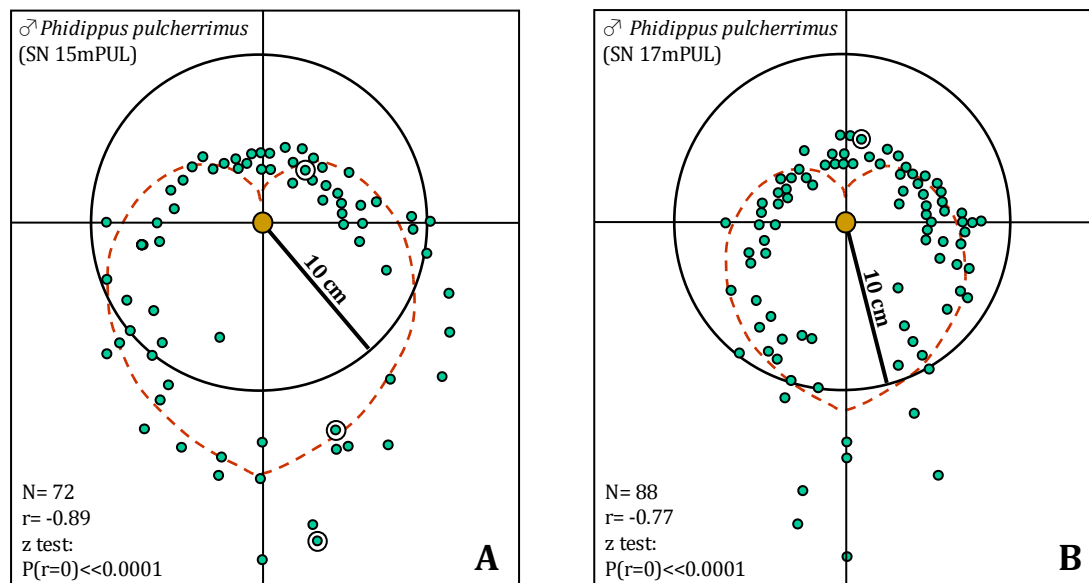 ♂ Phidippus pulcherrimus
(SN 15mPUL)
10 cm
N= 72
r= -0.89
z test:
P(r=0)<<0.0001
A
♂ Phidippus pulcherrimus
(SN 17mPUL)
10 cm
N= 88
r= -0.77
z test:
P(r=0)<<0.0001
B